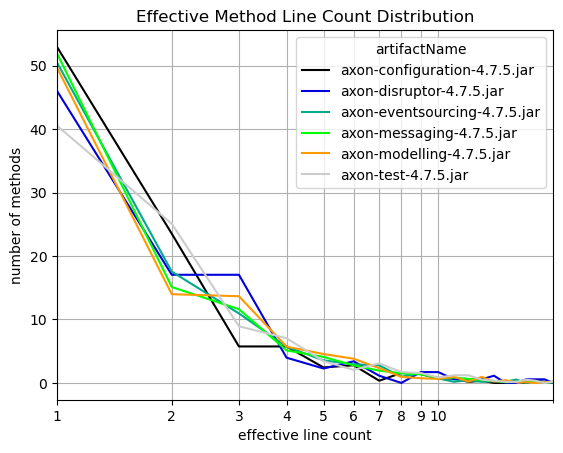 Effective Method Line Count Distribution
number of methods
50
40
30
20
10
0
artifactName
axon-configuration-4.7.5.jar
axon-disruptor-4.7.5.jar
axon-eventsourcing-4.7.5.jar
axon-messaging-4.7.5.jar
axon-modelling-4.7.5.jar
axon-test-4.7.5.jar
1 2 3 4 5 6 7 8 9 10
effective line count